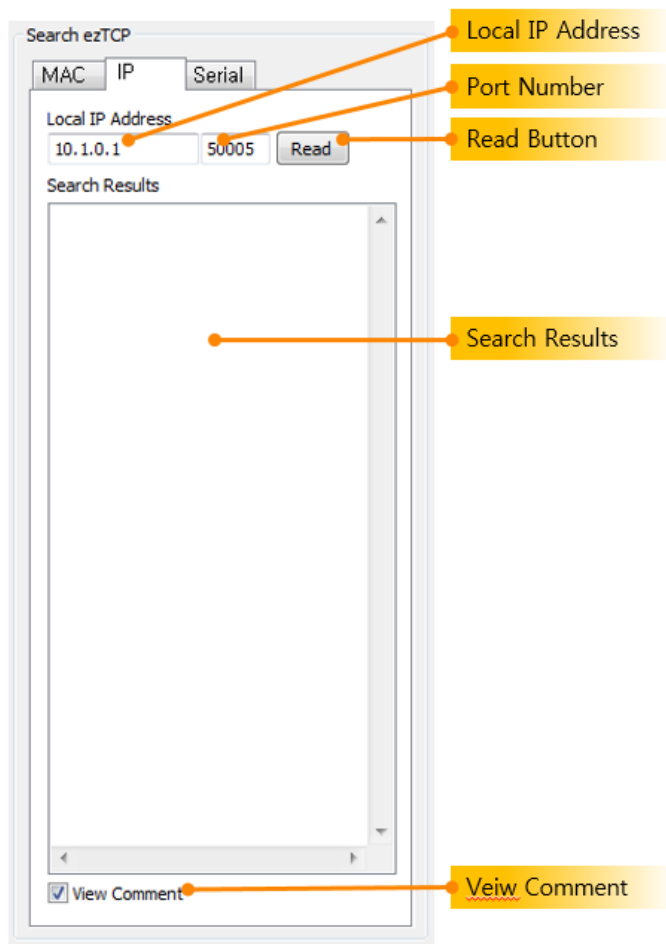 Search ezTCP
MAC IP Serial
Local IP Address
10.1.0.1 50005 Read
Search Results
View Comment
Local IP Address
Port Number
Read Button
Search Results
Veiw Comment